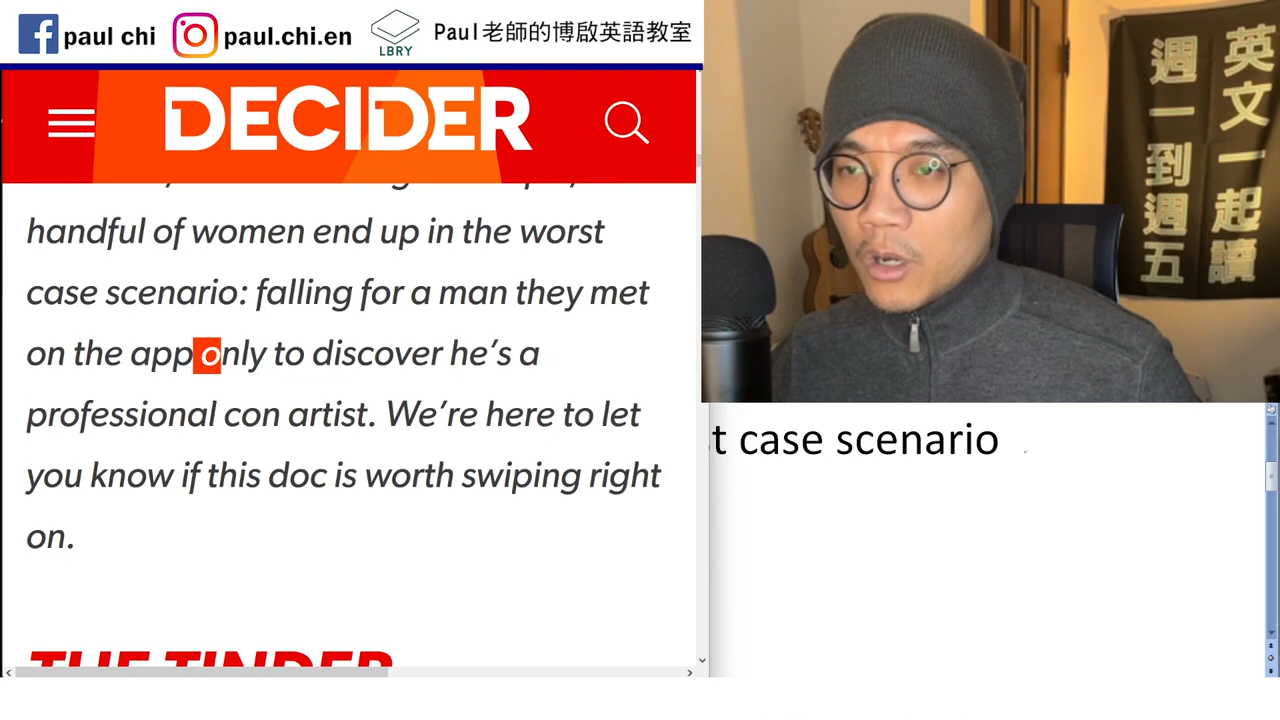 paul chi
paul.chi.en
LBRY
Paul老師的博啟英語教室
DECIDER
handful of women end up in the worst
case scenario: falling for a man they met
on the app only to discover he's a
professional con artist. We're here to let
you know if this doc is worth swiping right
on.
THE TINDER
英文一起讀
週一到週五
st case scenario